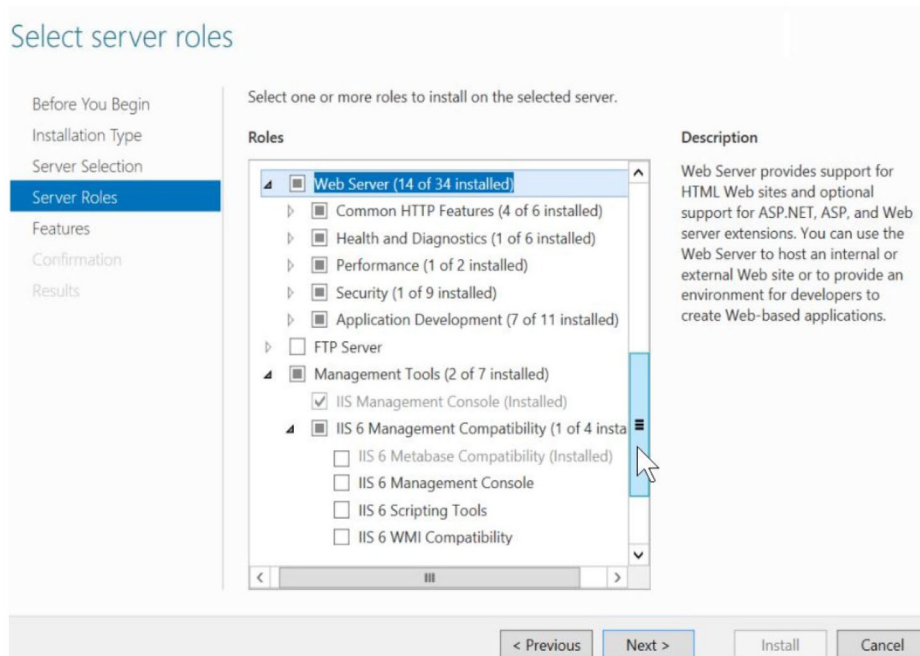 Select server roles
Before You Begin
Installation Type
Server Selection
Server Roles
Features
Confirmation
Results
Select one or more roles to install on the selected server.
Roles
Web Server (14 of 34 installed)
Common HTTP Features (4 of 6 installed)
Health and Diagnostics (1 of 6 installed)
Performance (1 of 2 installed)
Security (1 of 9 installed)
Application Development (7 of 11 installed)
FTP Server
Management Tools (2 of 7 installed)
IIS Management Console (Installed)
IIS 6 Management Compatibility (1 of 4 insta
IIS 6 Metabase Compatibility (Installed)
IIS 6 Management Console
IIS 6 Scripting Tools
IIS 6 WMI Compatibility
Description
Web Server provides support for
HTML Web sites and optional
support for ASP.NET, ASP, and Web
server extensions. You can use the
Web Server to host an internal or
external Web site or to provide an
environment for developers to
create Web-based applications.
< Previous
Next >
Install
Cancel